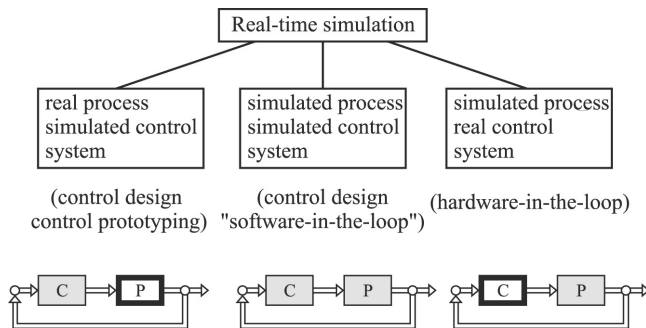 Real-time simulation
real process
simulated control
system
simulated process
simulated control
system
simulated process
real control
system
(control design
control prototyping)
(control design
"software-in-the-loop")
(hardware-in-the-loop)
C
P
C
P
C
P